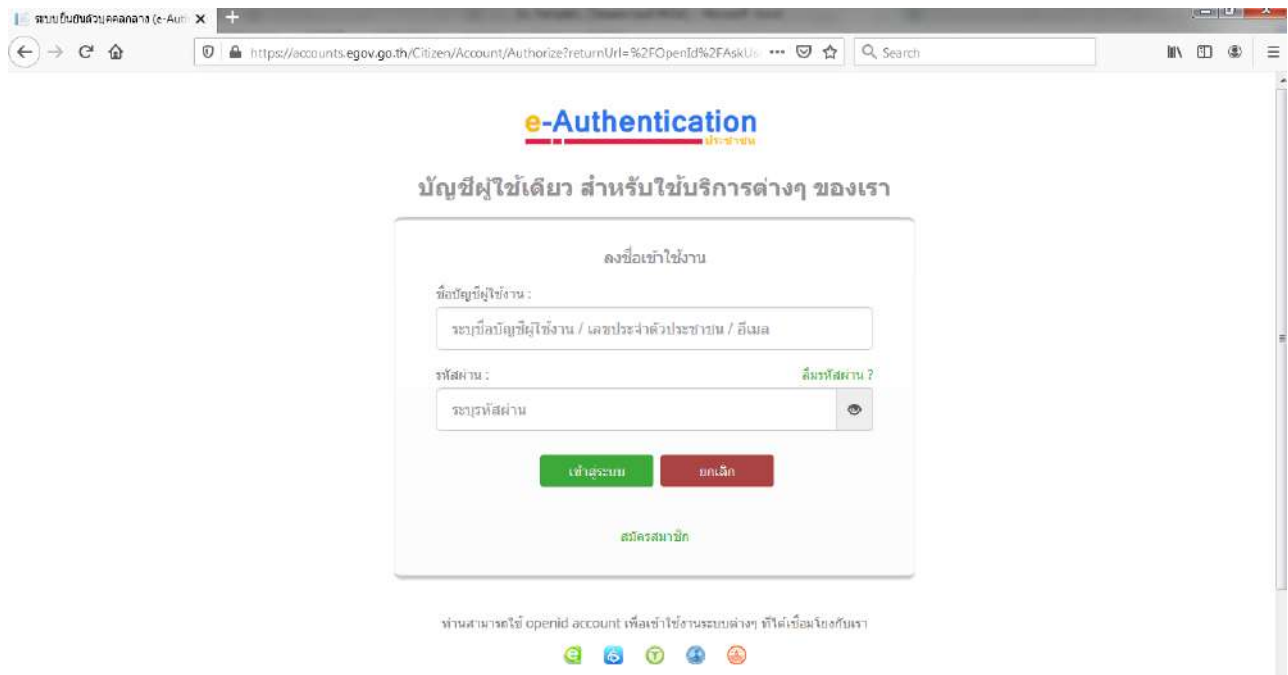 ระบบยืนยันตัวบุคคลกลาง (e-Aut
https://accounts.egov.go.th/Citizen/Account/Authorize?returnUrl=%2FOpenId%2FAskUs
Search
e-Authentication
ประชาชน
บัญชีผู้ใช้เดียว สำหรับใช้บริการต่างๆ ของเรา
ลงชื่อเข้าใช้งาน
ชื่อบัญชีผู้ใช้งาน :
ระบุชื่อบัญชีผู้ใช้งาน / เลขประจำตัวประชาชน / อีเมล
รหัสผ่าน :
ลืมรหัสผ่าน ?
ระบุรหัสผ่าน
เข้าสู่ระบบ
ยกเลิก
สมัครสมาชิก
ท่านสามารถใช้ openid account เพื่อเข้าใช้งานระบบต่างๆ ที่ได้เชื่อมโยงกับเรา